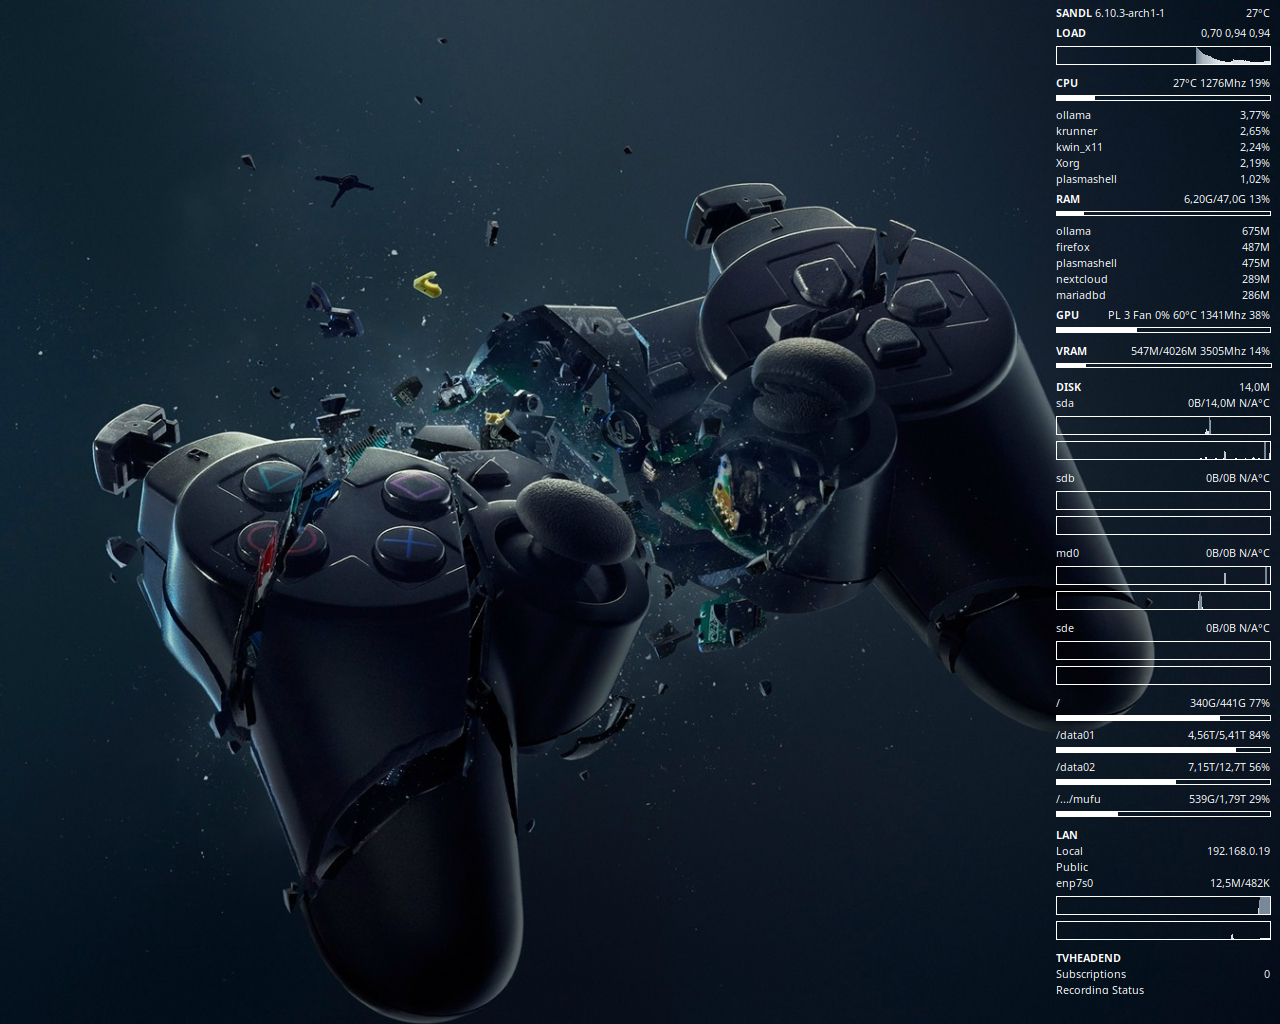 SANDL 6.10.3-arch1-1 27°C
LOAD 0,70 0,94 0,94
CPU 27°C 1276Mhz 19%
ollama 3,77%
krunner 2,65%
kwin_x11 2,24%
Xorg 2,19%
plasmashell 1,02%
RAM 6,20G/47,0G 13%
ollama 675M
firefox 487M
plasmashell 475M
nextcloud 289M
mariadbd 286M
GPU PL 3 Fan 0% 60°C 1341Mhz 38%
VRAM 547M/4026M 3505Mhz 14%
DISK 14,0M
sda 0B/14,0M N/A°C
sdb 0B/0B N/A°C
md0 0B/0B N/A°C
sde 0B/0B N/A°C
/ 340G/441G 77%
/data01 4,56T/5,41T 84%
/data02 7,15T/12,7T 56%
/.../mufu 539G/1,79T 29%
LAN
Local 192.168.0.19
Public
enp7s0 12,5M/482K
TVHEADEND
Subscriptions 0
Recording Status